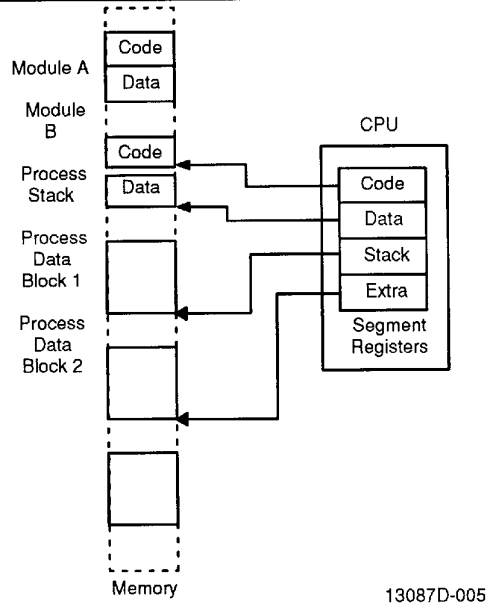 Code
Module A
Data
Module
B
CPU
Code
Process
Stack
Data
Code
Data
Process
Data
Block 1
Stack
Extra
Process
Data
Block 2
Segment
Registers
Memory
13087D-005